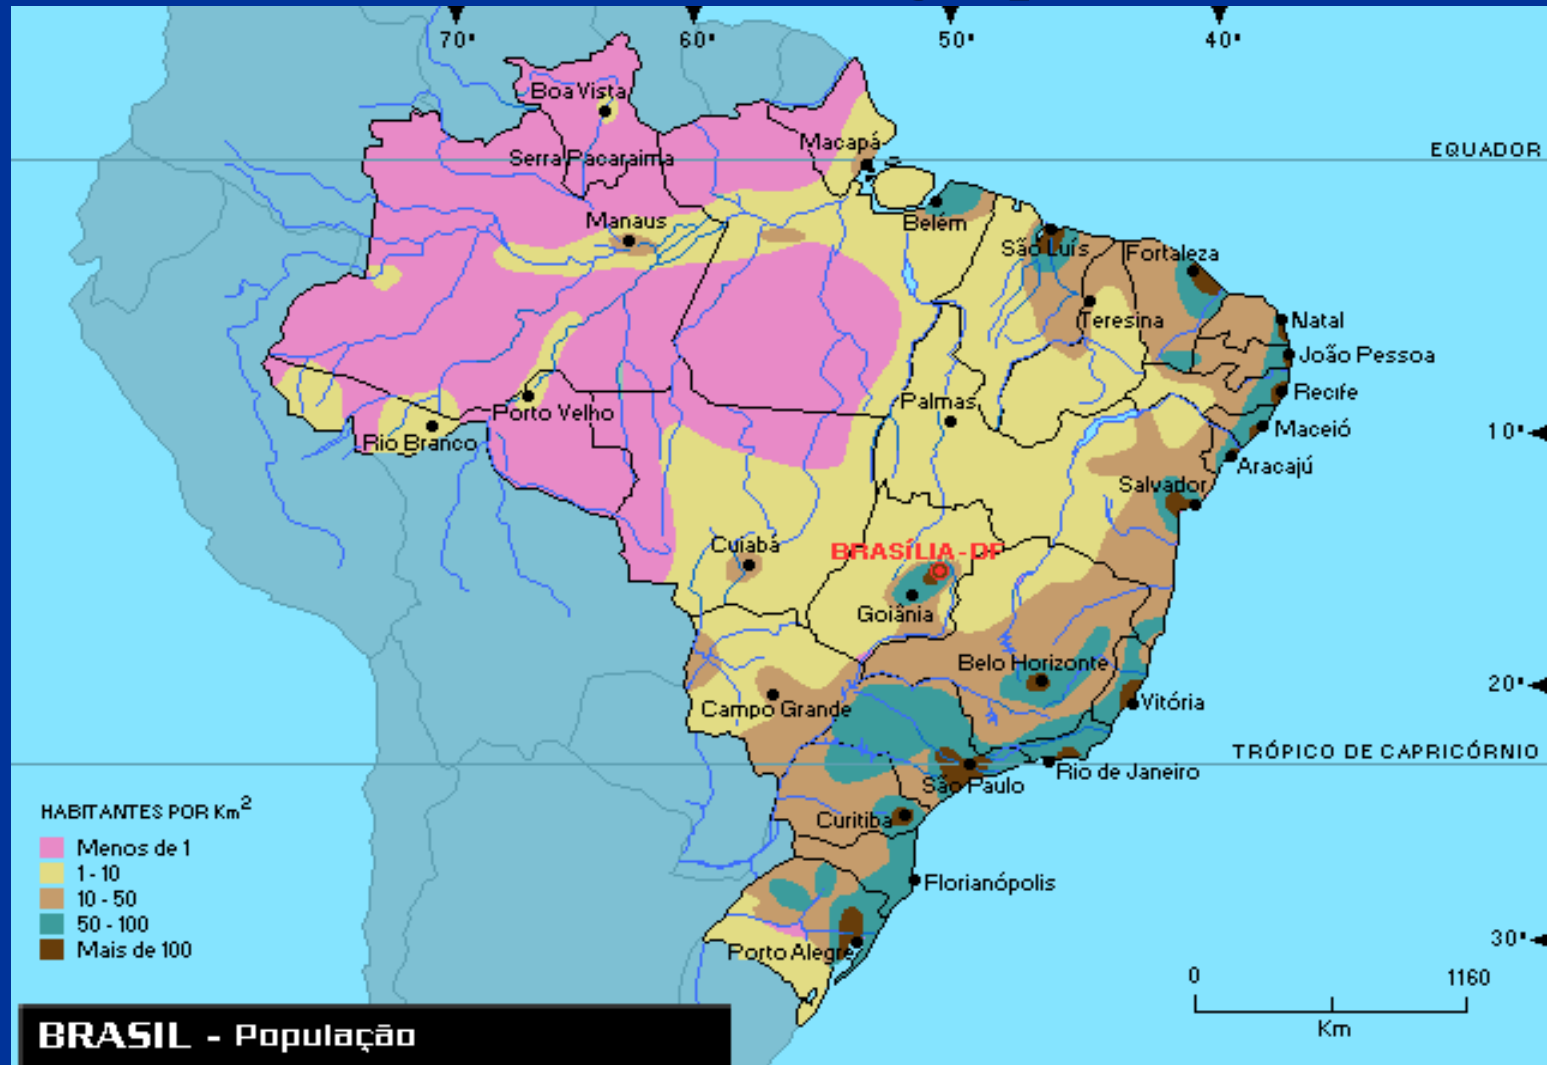 70°
60°
50°
40°
Boa Vista
Macapá
EQUADOR
Serra Pacaraima
Manaus
Belém
São Luís
Fortaleza
Teresina
Natal
João Pessoa
Recife
Palmas
Porto Velho
Rio Branco
Maceió
10°
Aracajú
Salvador
Cuiabá
BRASÍLIA-DF
Goiânia
Belo Horizonte
20°
Campo Grande
Vitória
TRÓPICO DE CAPRICÓRNIO
Rio de Janeiro
São Paulo
HABITANTES POR Km2
Curitiba
Menos de 1
1 - 10
Florianópolis
10 - 50
50 - 100
Mais de 100
30°
Porto Alegre
0 1160
Km
BRASIL - População